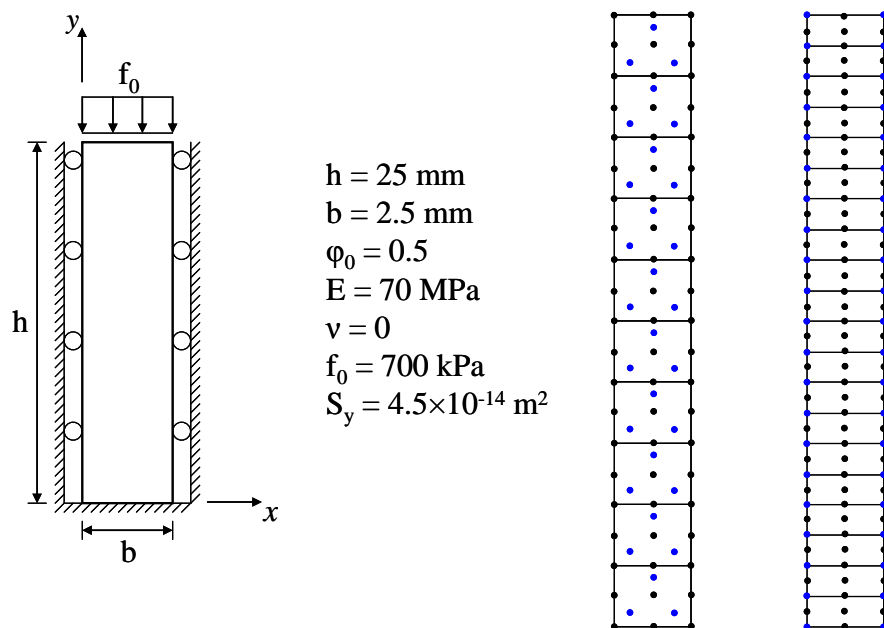 y
f₀
h
b
x
h = 25 mm
b = 2.5 mm
φ₀ = 0.5
E = 70 MPa
ν = 0
f₀ = 700 kPa
Sᵧ = 4.5×10⁻¹⁴ m²